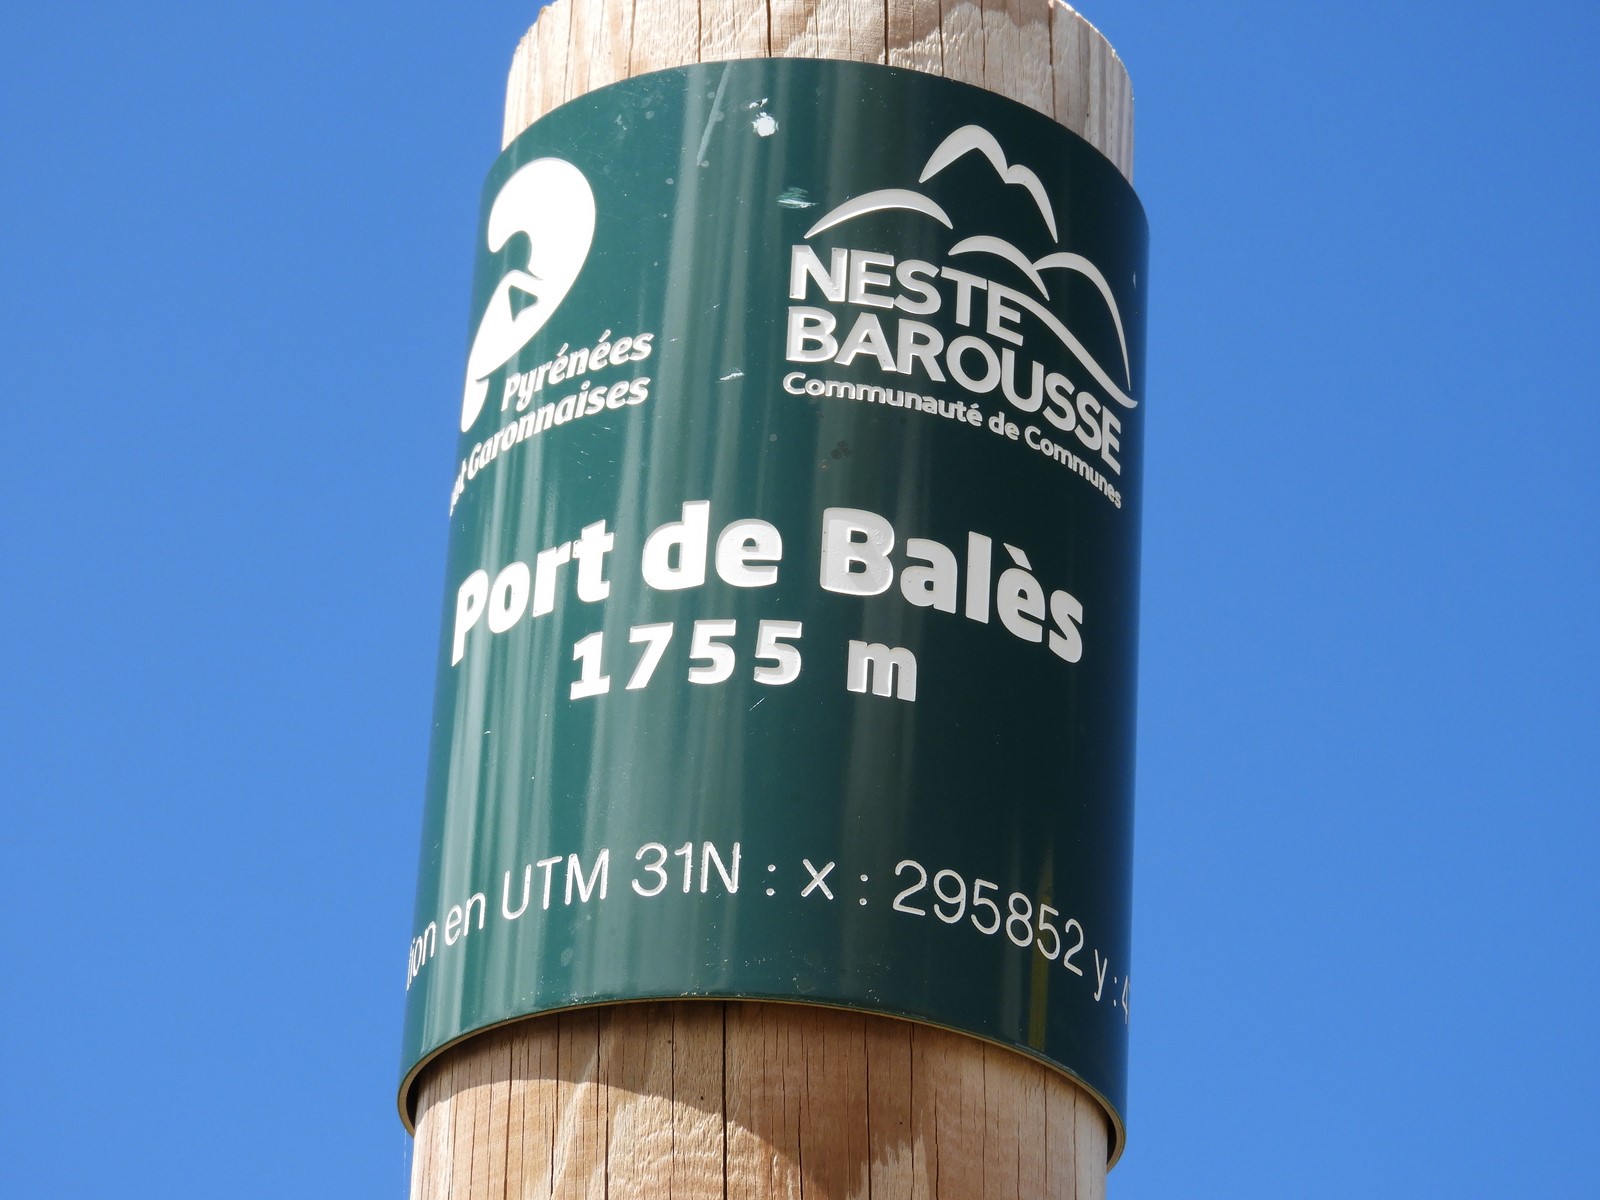 Pyrénées
Garonnaises
NESTE
BAROUSSE
Communauté de Communes
Port de Balès
1755 m
en UTM 31N : x : 295852 y :